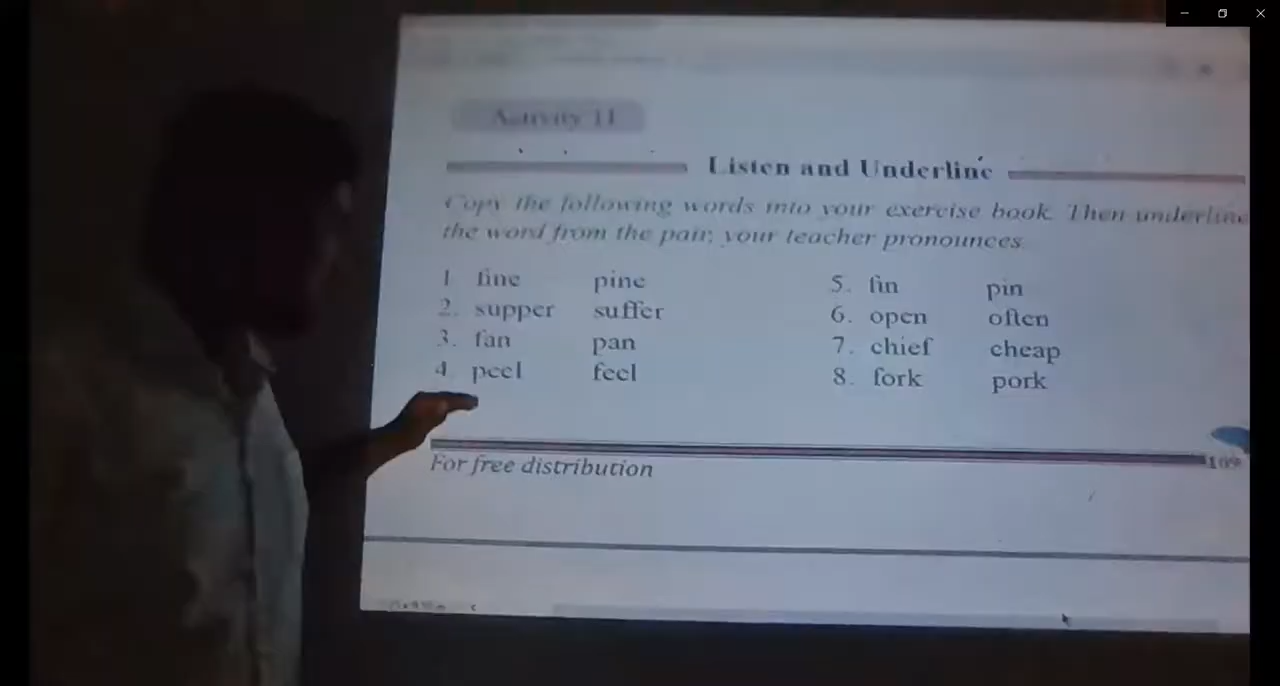 Activity 11
Listen and Underline
Copy the following words into your exercise book. Then underline
the word from the pair, your teacher pronounces.
1. fine pine 5. fin pin
2. supper suffer 6. open often
3. fan pan 7. chief cheap
4. peel feel 8. fork pork
For free distribution 109